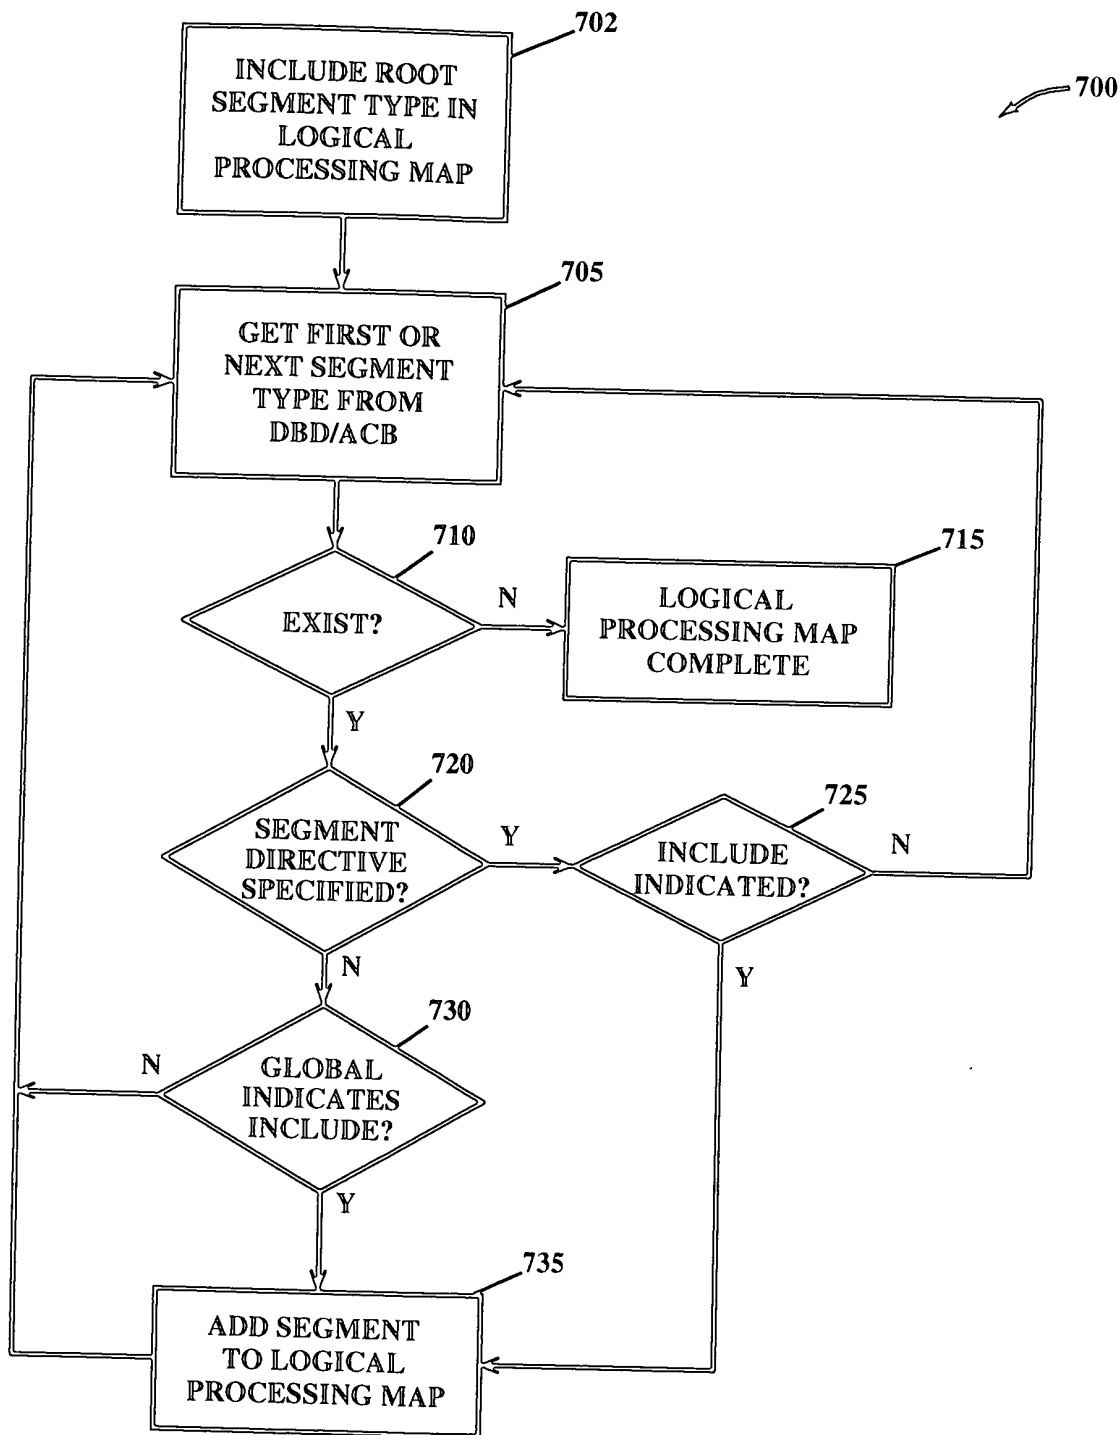 702
INCLUDE ROOT
SEGMENT TYPE IN
LOGICAL
PROCESSING MAP
700
705
GET FIRST OR
NEXT SEGMENT
TYPE FROM
DBD/ACB
710
EXIST?
N
715
LOGICAL
PROCESSING MAP
COMPLETE
Y
720
SEGMENT
DIRECTIVE
SPECIFIED?
Y
725
INCLUDE
INDICATED?
N
N
Y
730
N
GLOBAL
INDICATES
INCLUDE?
Y
735
ADD SEGMENT
TO LOGICAL
PROCESSING MAP